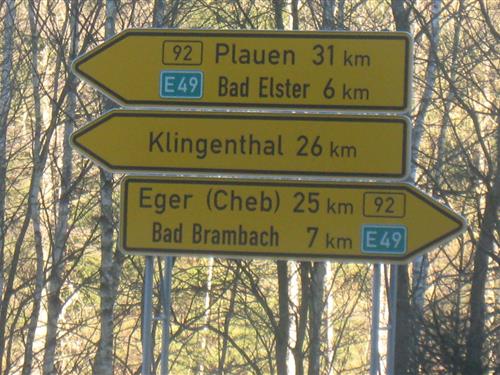 92 Plauen 31 km
E49 Bad Elster 6 km
Klingenthal 26 km
Eger (Cheb) 25 km 92
Bad Brambach 7 km E49